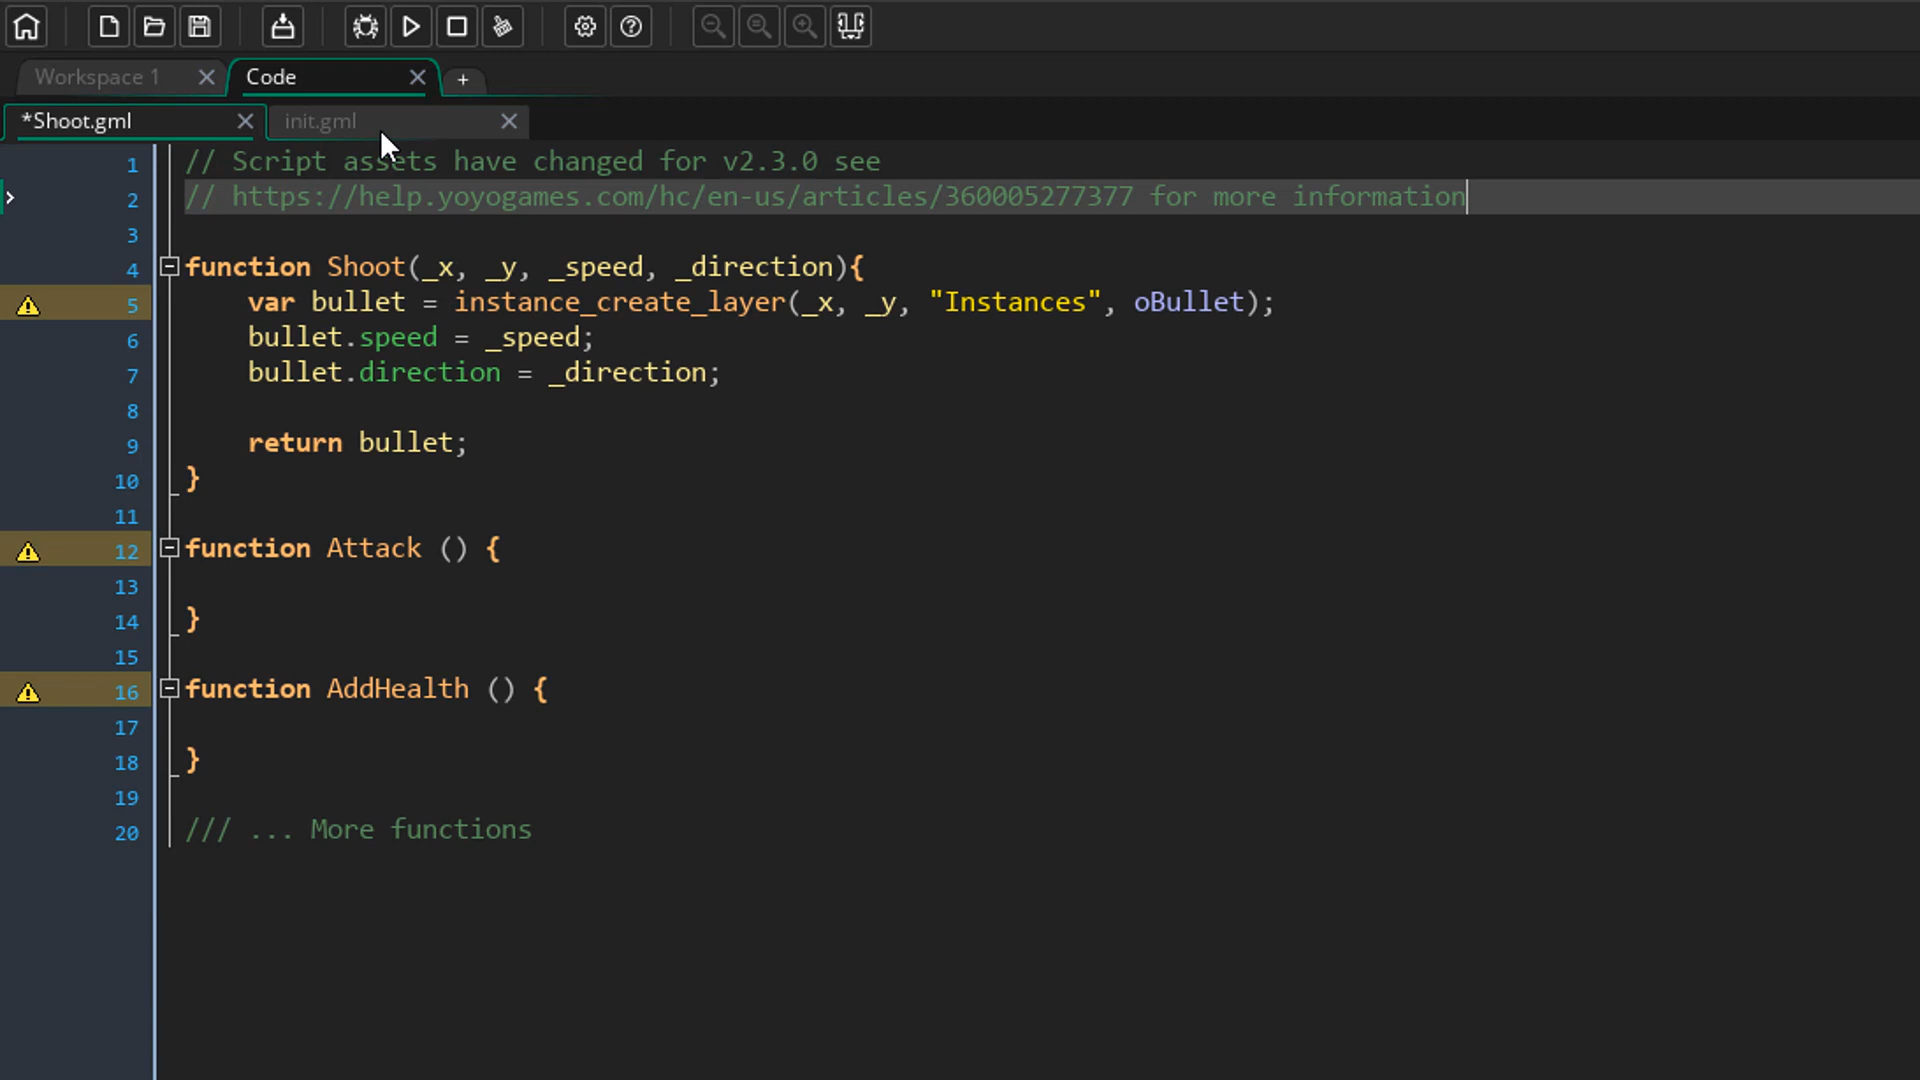 Workspace 1
Code
*Shoot.gml
init.gml
1 // Script assets have changed for v2.3.0 see
2 // https://help.yoyogames.com/hc/en-us/articles/360005277377 for more information
3
4 function Shoot(_x, _y, _speed, _direction){
5 var bullet = instance_create_layer(_x, _y, "Instances", oBullet);
6 bullet.speed = _speed;
7 bullet.direction = _direction;
8
9 return bullet;
10 }
11
12 function Attack () {
13
14 }
15
16 function AddHealth () {
17
18 }
19
20 /// ... More functions